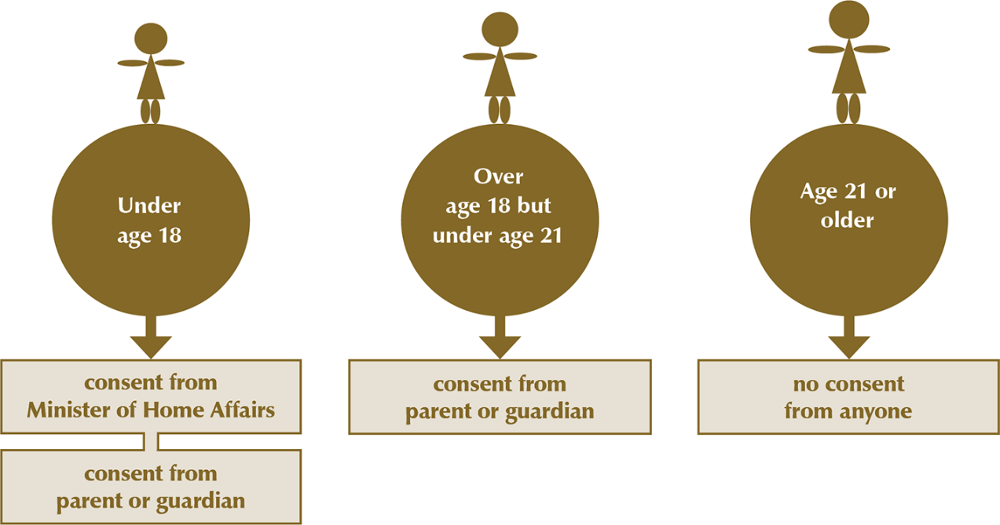 Under
age 18
consent from
Minister of Home Affairs
consent from
parent or guardian
Over
age 18 but
under age 21
consent from
parent or guardian
Age 21 or
older
no consent
from anyone